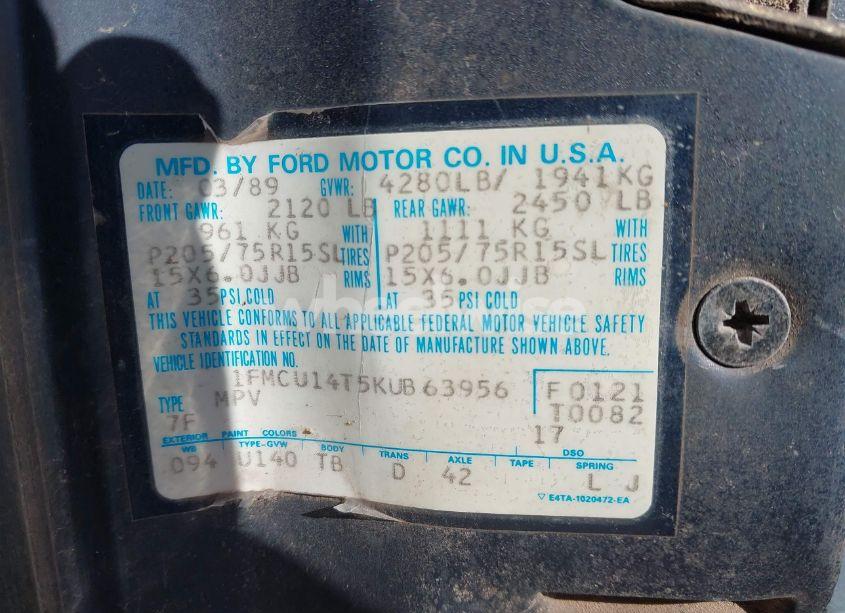 MFD. BY FORD MOTOR CO. IN U.S.A.
DATE: 03/89 GVWR: 4280LB/ 1941KG
FRONT GAWR: 2120 LB REAR GAWR: 2450 LB
961 KG WITH 1111 KG WITH
P205/75R15SL TIRES P205/75R15SL TIRES
15X6.0JJB RIMS 15X6.0JJB RIMS
AT 35 PSI,COLD AT 35 PSI COLD
THIS VEHICLE CONFORMS TO ALL APPLICABLE FEDERAL MOTOR VEHICLE SAFETY
STANDARDS IN EFFECT ON THE DATE OF MANUFACTURE SHOWN ABOVE.
VEHICLE IDENTIFICATION NO.
1FMCU14T5KUB63956 F0121
TYPE MPV T0082
7F 17
EXTERIOR PAINT COLORS DSO
WB TYPE-GVW BODY TRANS AXLE TAPE SPRING
094 U140 TB D 42 L J
▽ E4TA-1020472-EA